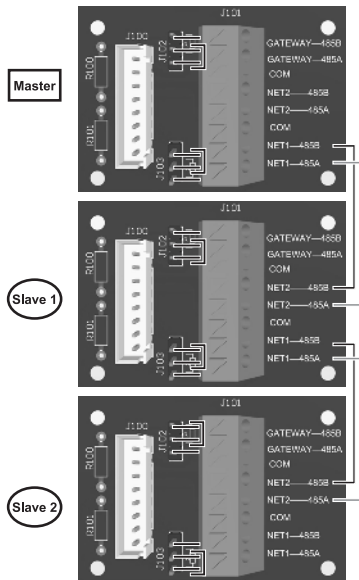 J101
J100
J102
GATEWAY—485B
GATEWAY—485A
COM
NET2—485B
NET2—485A
COM
NET1—485B
NET1—485A
R100
R101
J103
Master
J101
J100
J102
GATEWAY—485B
GATEWAY—485A
COM
NET2—485B
NET2—485A
COM
NET1—485B
NET1—485A
R100
R101
J103
Slave 1
J101
J100
J102
GATEWAY—485B
GATEWAY—485A
COM
NET2—485B
NET2—485A
COM
NET1—485B
NET1—485A
R100
R101
J103
Slave 2